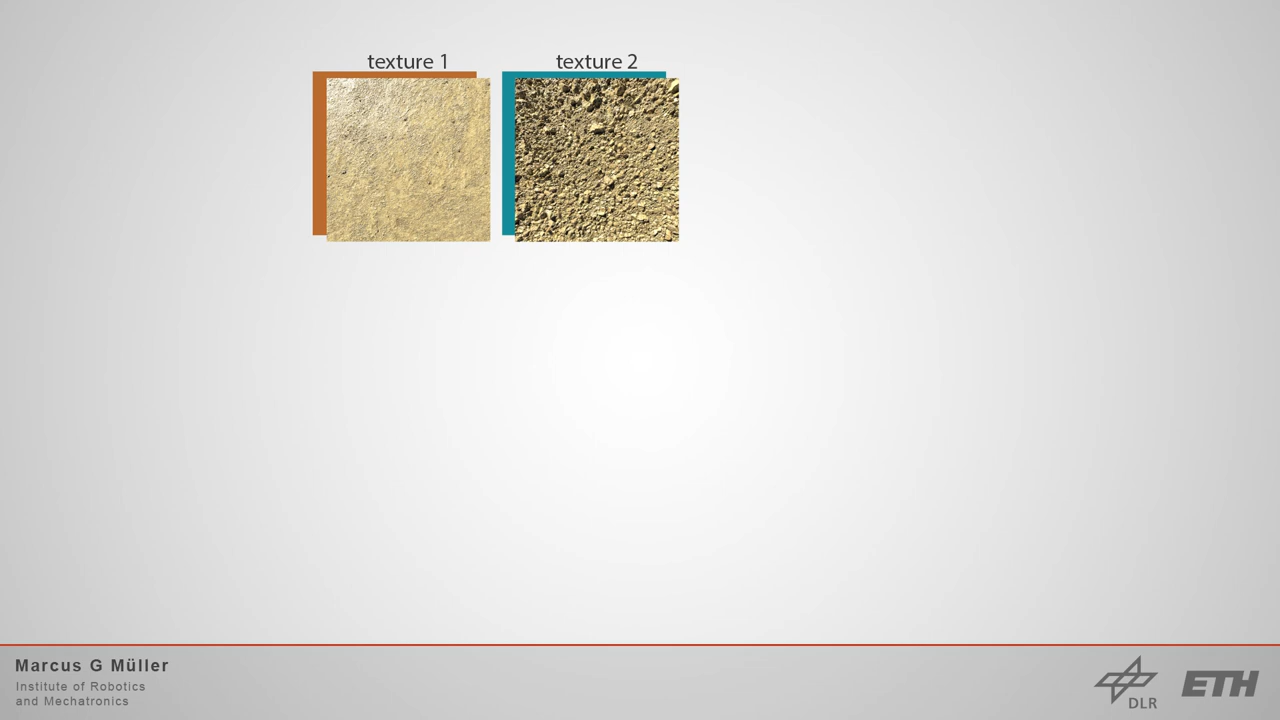 texture 1
texture 2
Marcus G Müller
Institute of Robotics
and Mechatronics
DLR
ETH